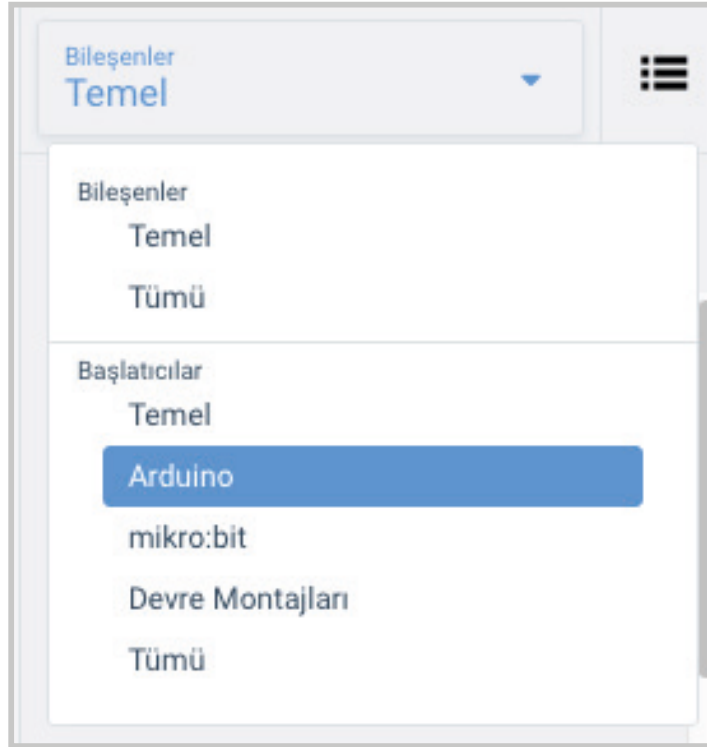 Bileşenler
Temel
Bileşenler
Temel
Tümü
Başlatıcılar
Temel
Arduino
mikro:bit
Devre Montajları
Tümü